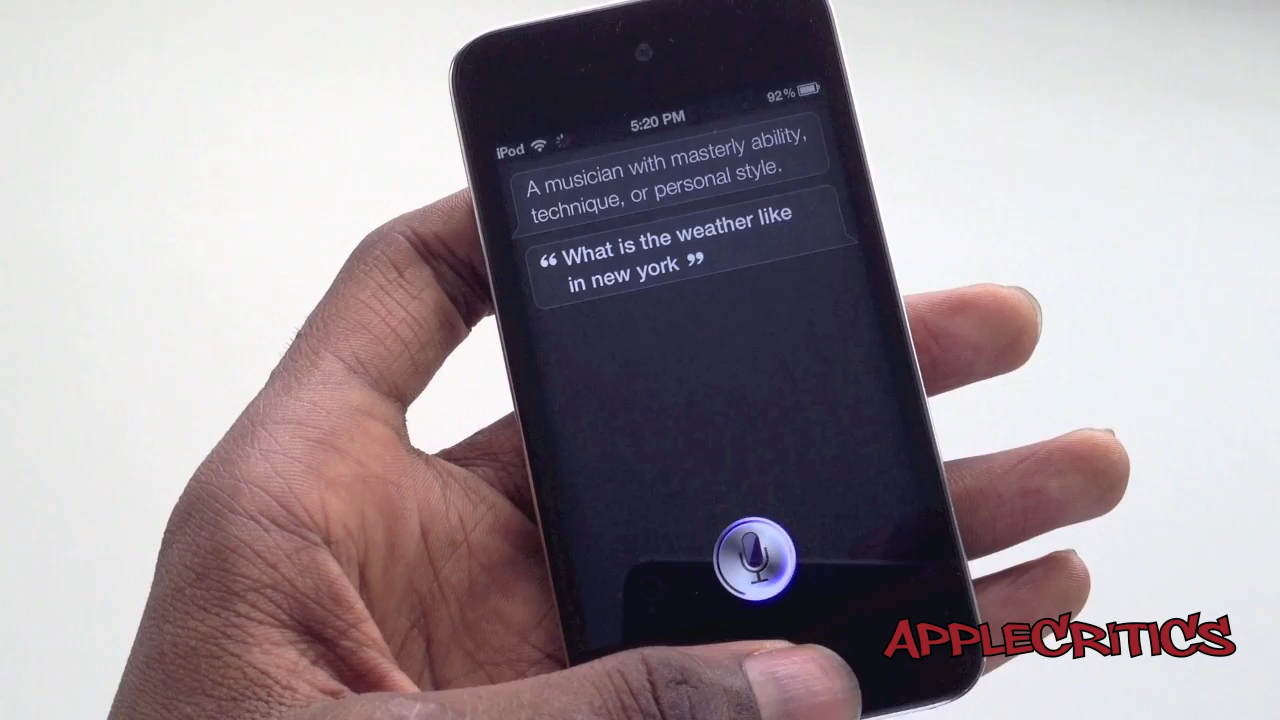 iPod 5:20 PM 92%
A musician with masterly ability,
technique, or personal style.
“ What is the weather like
in new york ”
APPLECRITICS